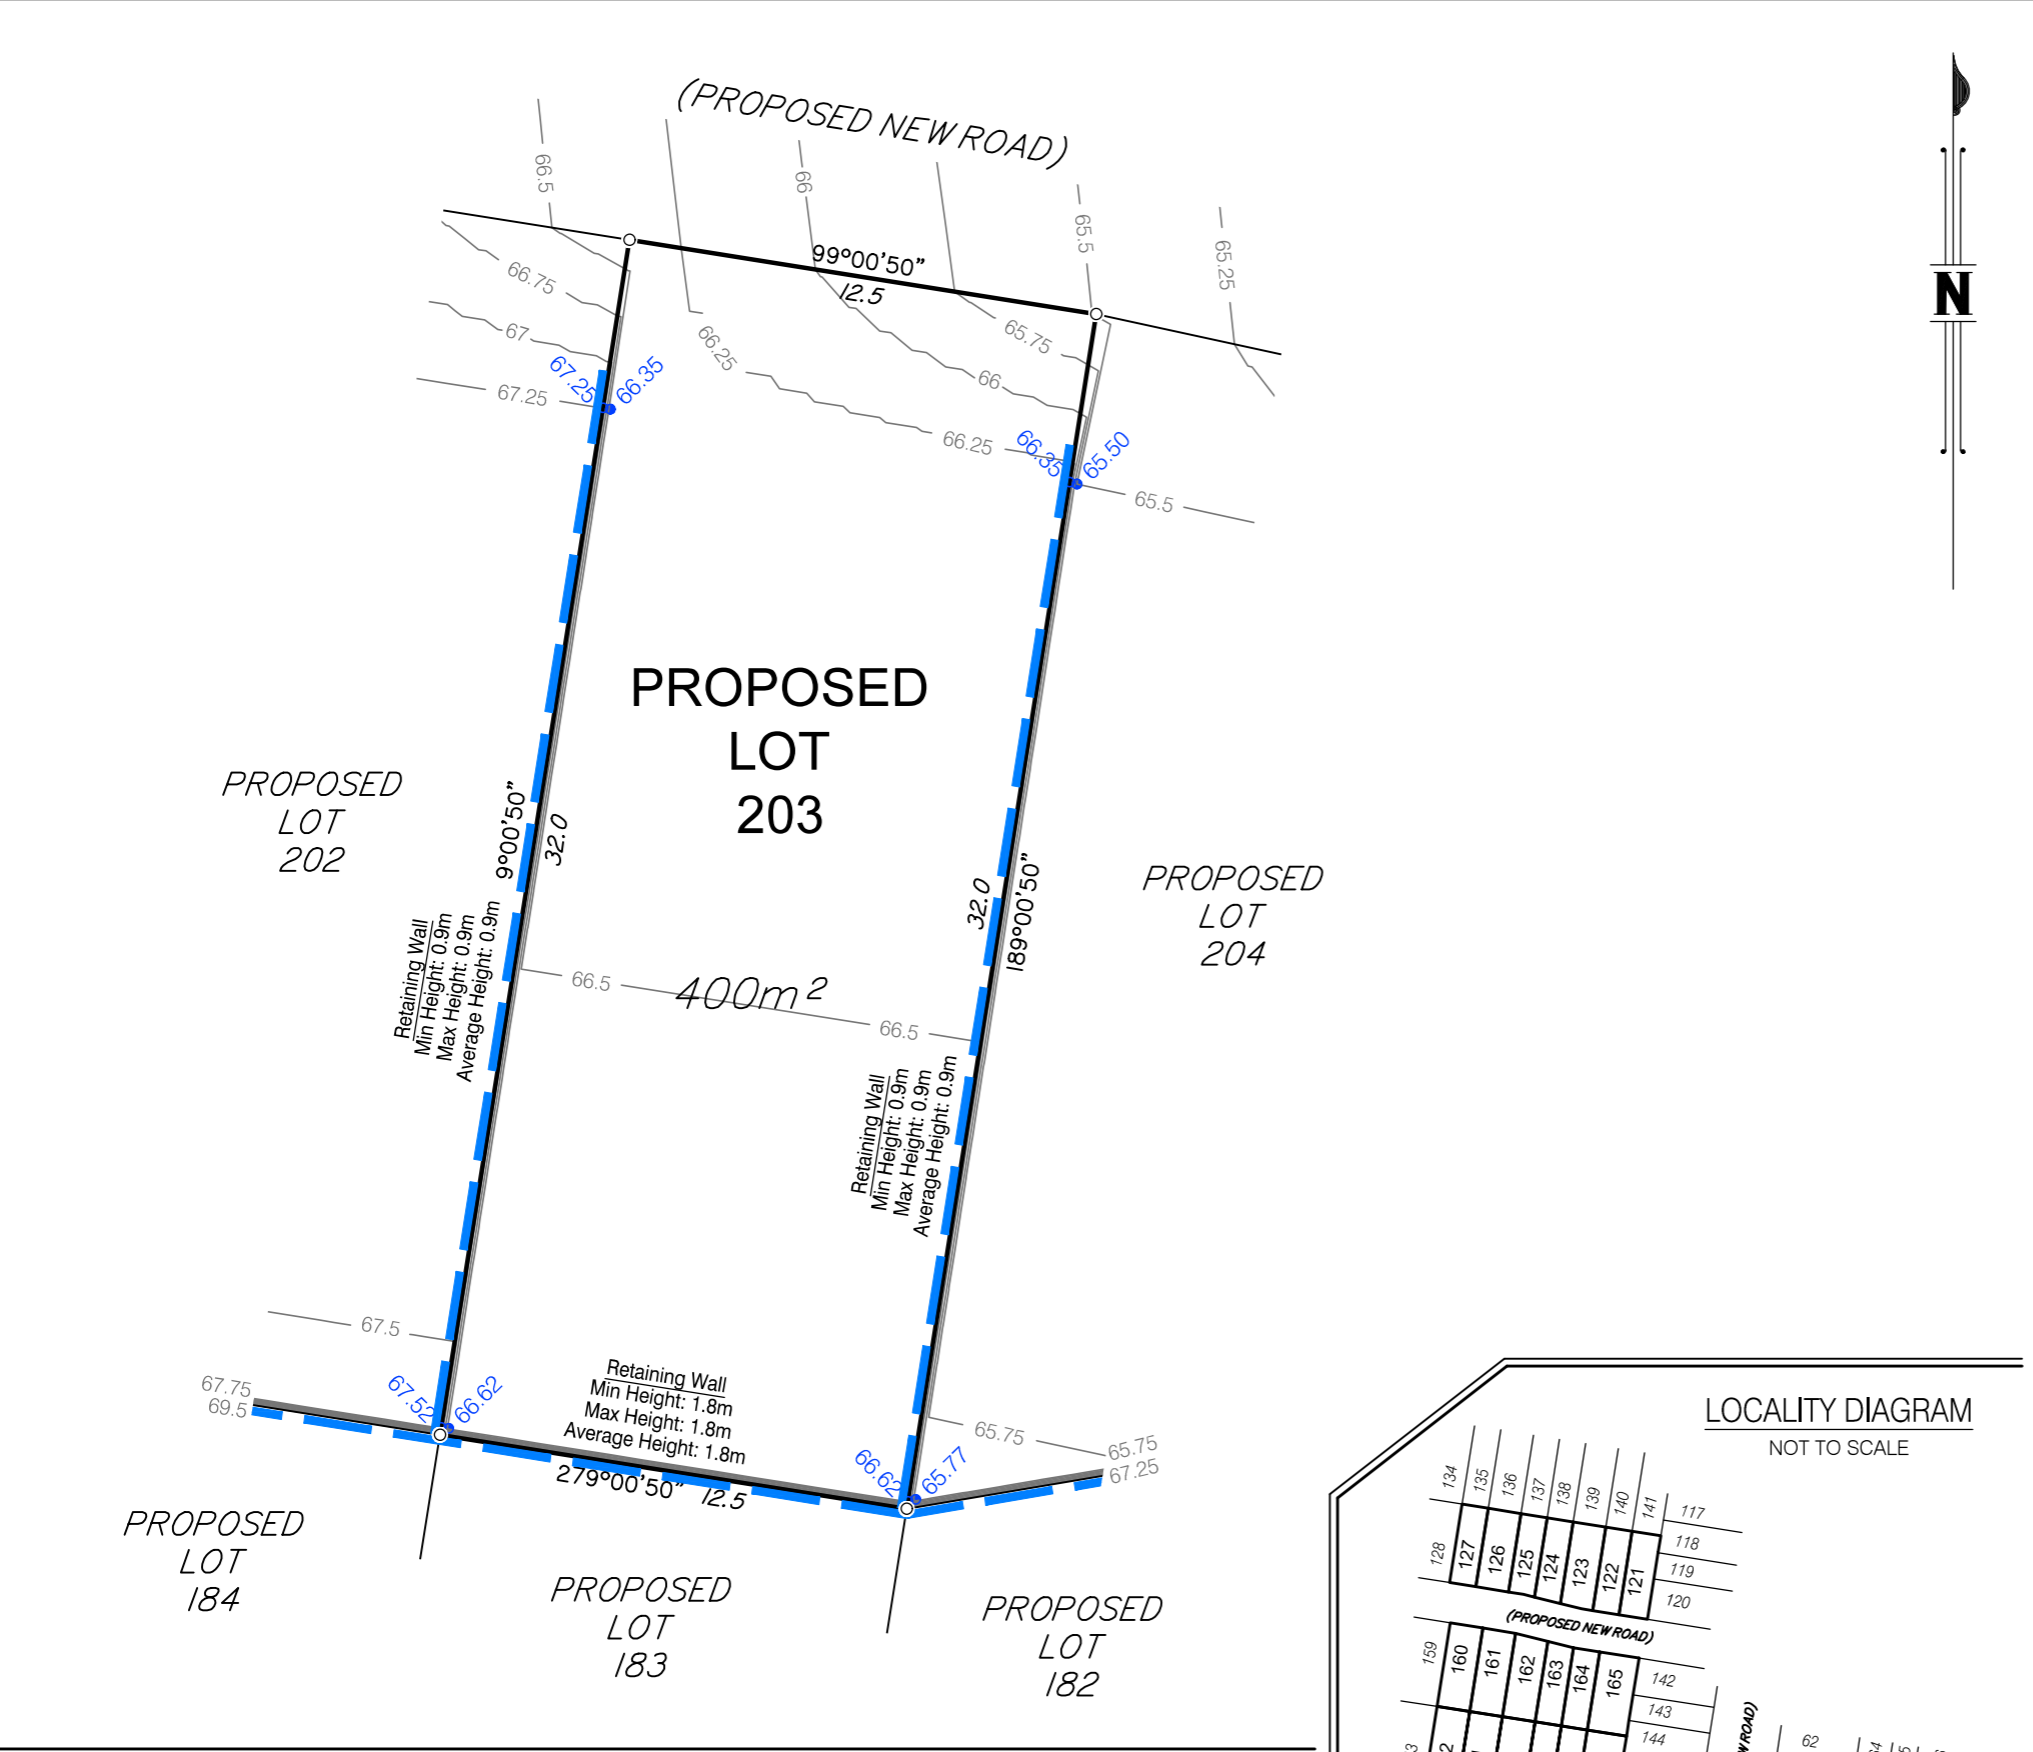 (PROPOSED NEW ROAD)
66.5
66
65.5
65.25
99°00'50"
12.5
66.75
67
67.25
67.25
66.35
66.25
65.75
66
66.25
66.35
65.50
65.5
N
PROPOSED
LOT
203
PROPOSED
LOT
202
9°00'50"
32.0
32.0
189°00'50"
PROPOSED
LOT
204
Retaining Wall
Min Height: 0.9m
Max Height: 0.9m
Average Height: 0.9m
66.5
400m²
66.5
Retaining Wall
Min Height: 0.9m
Max Height: 0.9m
Average Height: 0.9m
67.5
67.75
69.5
67.52
66.62
Retaining Wall
Min Height: 1.8m
Max Height: 1.8m
Average Height: 1.8m
279°00'50"
12.5
66.62
65.77
65.75
65.75
67.25
PROPOSED
LOT
184
PROPOSED
LOT
183
PROPOSED
LOT
182
LOCALITY DIAGRAM
NOT TO SCALE
134
135
136
137
138
139
140
141
117
118
119
120
128
127
126
125
124
123
122
121
(PROPOSED NEW ROAD)
159
160
161
162
163
164
165
142
143
144
62